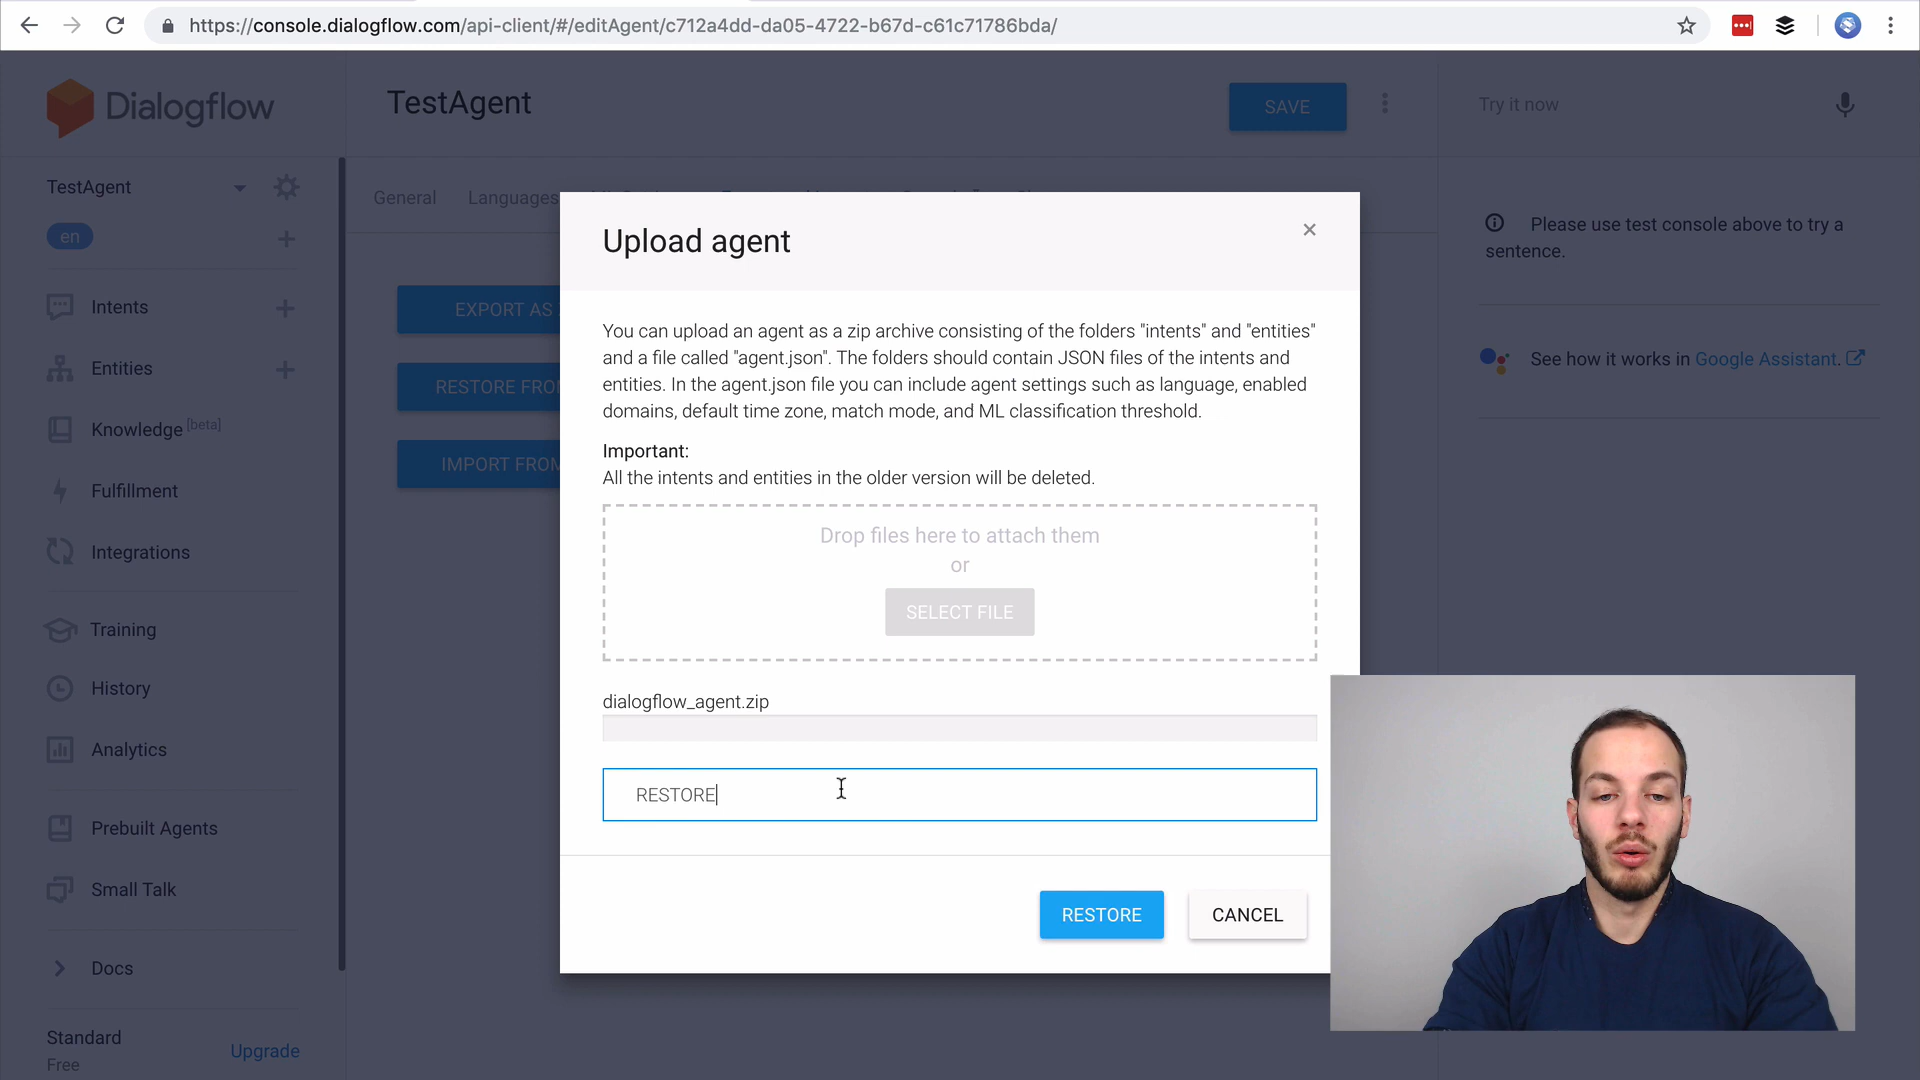 https://console.dialogflow.com/api-client/#/editAgent/c712a4dd-da05-4722-b67d-c61c71786bda/
Dialogflow
TestAgent
SAVE
Try it now
TestAgent
en
General
Languages
Intents
Entities
Knowledge [beta]
Fulfillment
Integrations
Training
History
Analytics
Prebuilt Agents
Small Talk
Docs
Standard
Free
Upgrade
EXPORT AS
RESTORE FROM
IMPORT FROM
Upload agent
You can upload an agent as a zip archive consisting of the folders "intents" and "entities"
and a file called "agent.json". The folders should contain JSON files of the intents and
entities. In the agent.json file you can include agent settings such as language, enabled
domains, default time zone, match mode, and ML classification threshold.
Important:
All the intents and entities in the older version will be deleted.
Drop files here to attach them
or
SELECT FILE
dialogflow_agent.zip
RESTORE
RESTORE
CANCEL
Please use test console above to try a
sentence.
See how it works in Google Assistant.